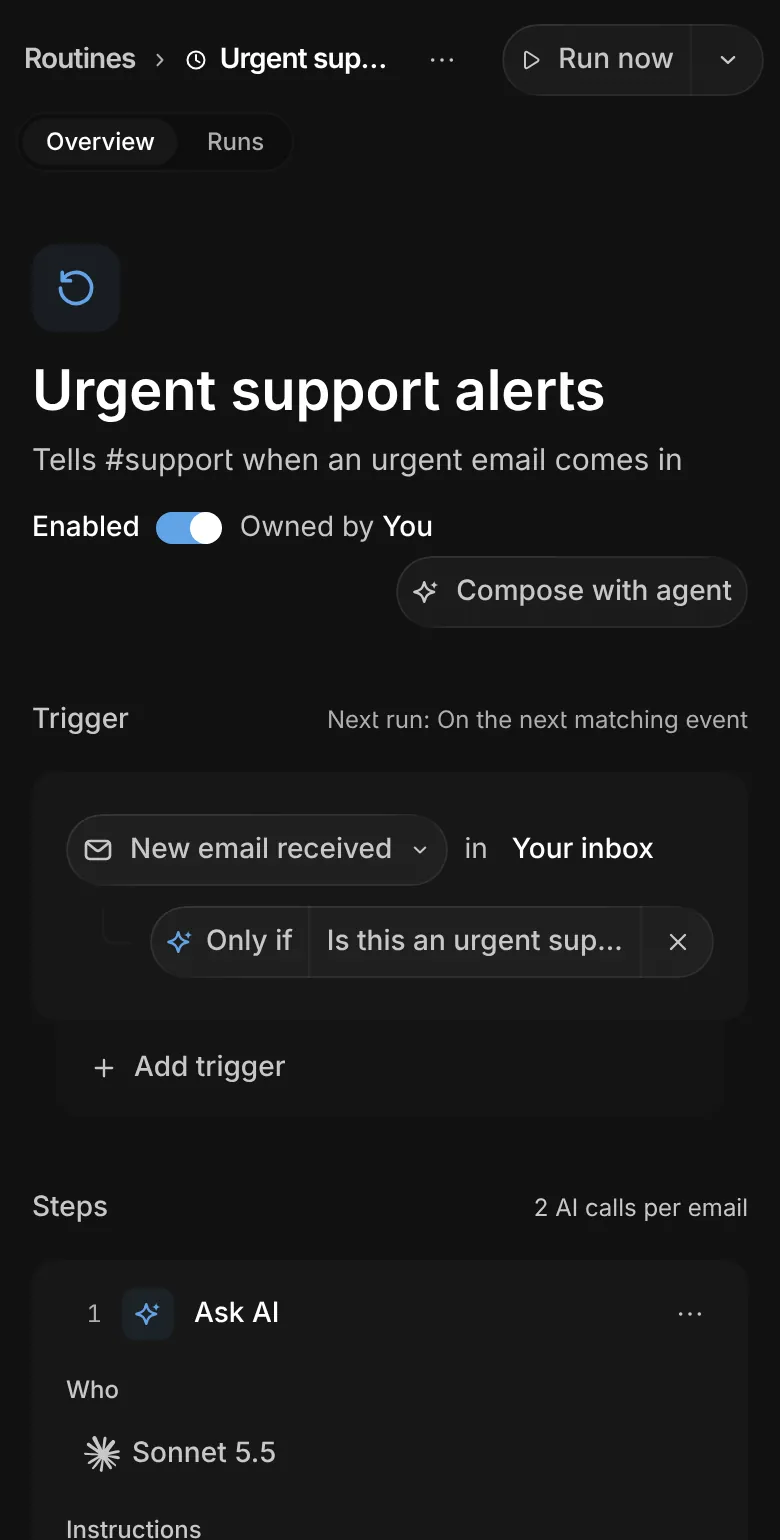 Routines › Urgent sup... ... Run now
Overview Runs
Urgent support alerts
Tells #support when an urgent email comes in
Enabled Owned by You
Compose with agent
Trigger Next run: On the next matching event
New email received in Your inbox
Only if Is this an urgent sup...
Add trigger
Steps 2 AI calls per email
1 Ask AI ...
Who
Sonnet 5.5
Instructions